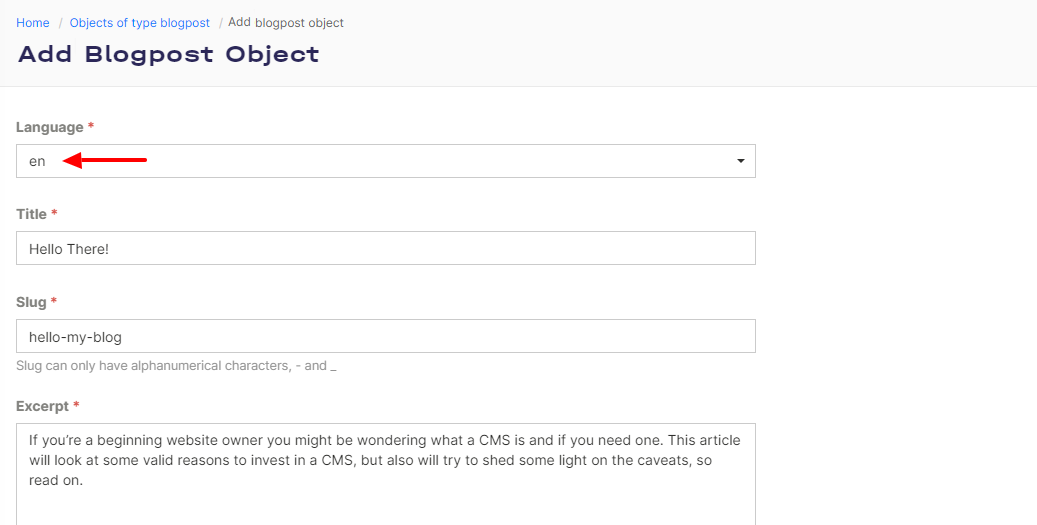 Home / Objects of type blogpost / Add blogpost object
Add Blogpost Object
Language *
en
Title *
Hello There!
Slug *
hello-my-blog
Slug can only have alphanumerical characters, - and _
Excerpt *
If you’re a beginning website owner you might be wondering what a CMS is and if you need one. This article
will look at some valid reasons to invest in a CMS, but also will try to shed some light on the caveats, so
read on.